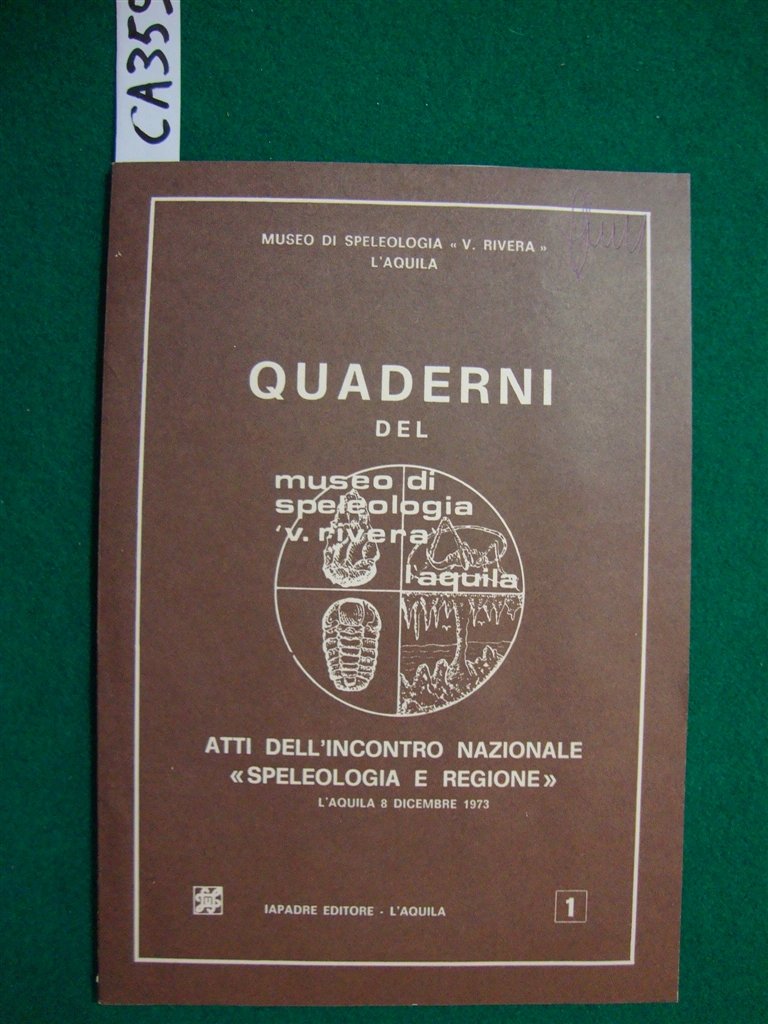 CA359
MUSEO DI SPELEOLOGIA « V. RIVERA »
L'AQUILA
QUADERNI
DEL
museo di
speleologia
'v. rivera'
l'aquila
ATTI DELL'INCONTRO NAZIONALE
«SPELEOLOGIA E REGIONE»
L'AQUILA 8 DICEMBRE 1973
IAPADRE EDITORE - L'AQUILA
1